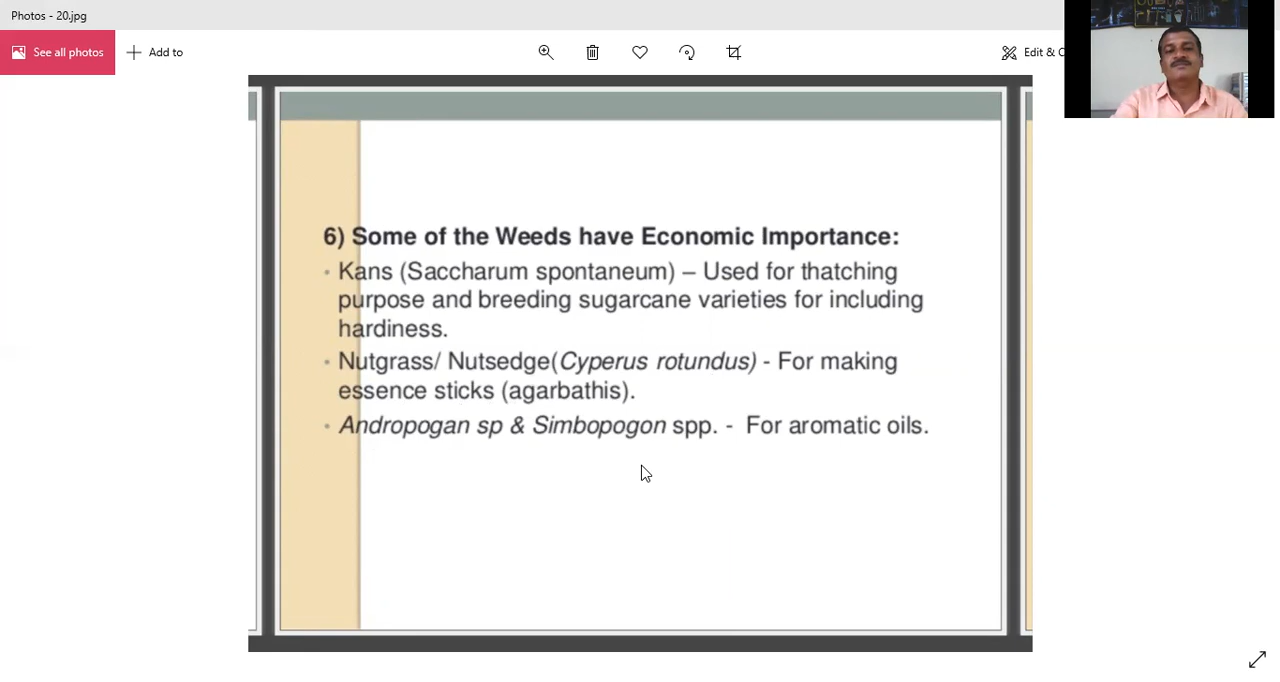 Photos - 20.jpg
See all photos
Add to
Edit & C
6) Some of the Weeds have Economic Importance:
· Kans (Saccharum spontaneum) – Used for thatching
purpose and breeding sugarcane varieties for including
hardiness.
· Nutgrass/ Nutsedge(Cyperus rotundus) - For making
essence sticks (agarbathis).
· Andropogan sp & Simbopogon spp. - For aromatic oils.